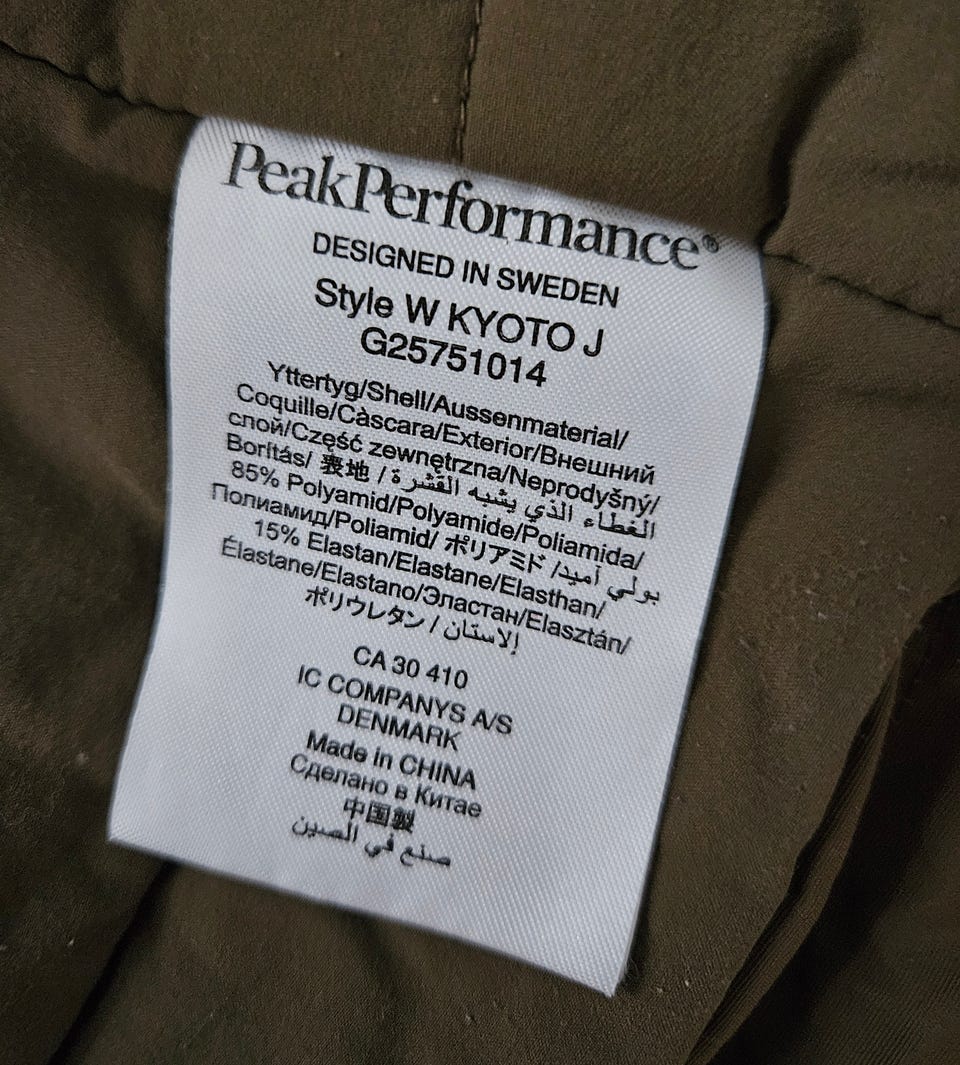 PeakPerformance®
DESIGNED IN SWEDEN
Style W KYOTO J
G25751014
Yttertyg/Shell/Aussenmaterial/
Coquille/Càscara/Exterior/Внешний
слой/Część zewnętrzna/Neprodyšný/
Borítás/ 表地 / الغطاء الذي يشبه القشرة
85% Polyamid/Polyamide/Poliamida/
Полиамид/Poliamid/ ポリアミド /بولي أميد
15% Elastan/Elastane/Elasthan/
Élastane/Elastano/Эластан/Elasztán/
ポリウレタン / إلاستان
CA 30 410
IC COMPANYS A/S
DENMARK
Made in CHINA
Сделано в Китае
中国製
صنع في الصين